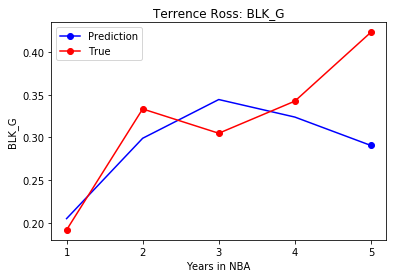 Terrence Ross: BLK_G
Prediction
True
BLK_G
0.40
0.35
0.30
0.25
0.20
1
2
3
4
5
Years in NBA